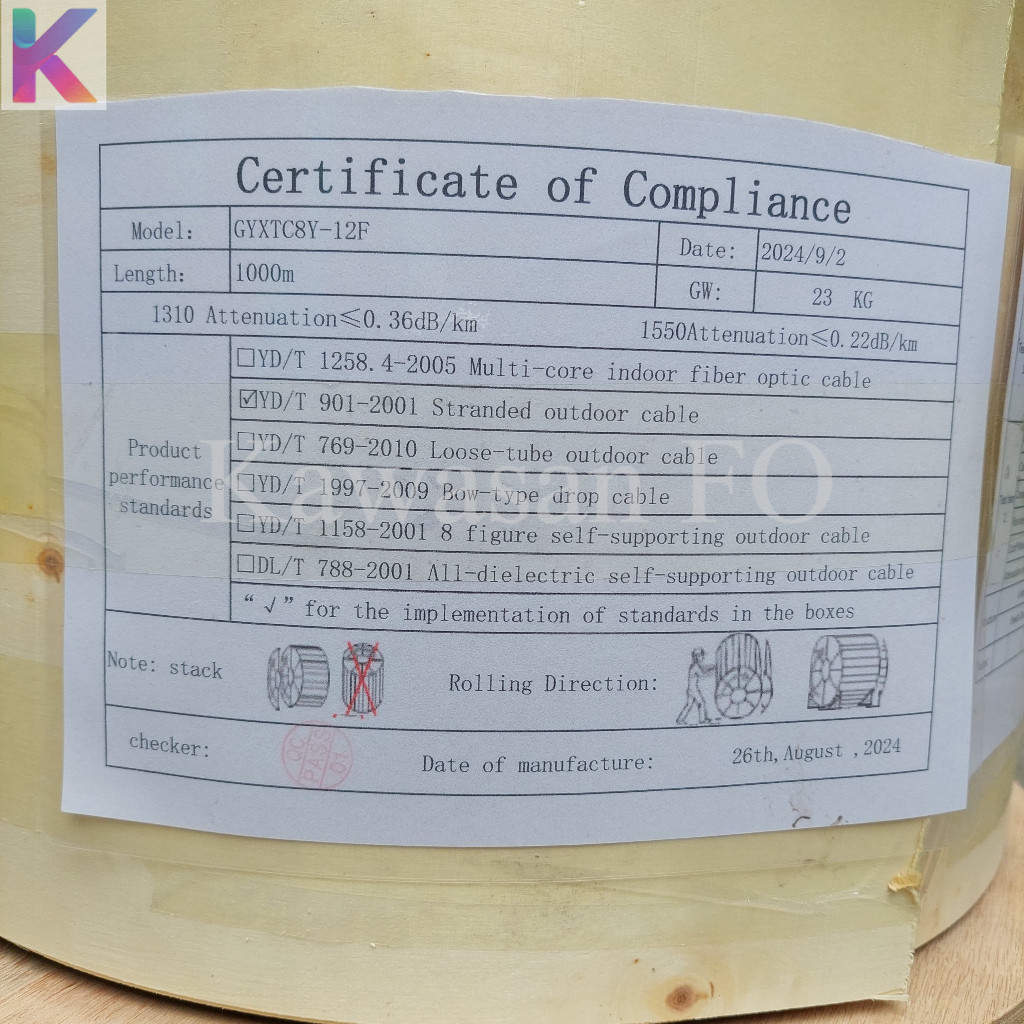 K
Certificate of Compliance
Model: GYXTC8Y-12F Date: 2024/9/2
Length: 1000m GW: 23 KG
1310 Attenuation≤0.36dB/km 1550Attenuation≤0.22dB/km
Product performance standards
☐YD/T 1258.4-2005 Multi-core indoor fiber optic cable
☑YD/T 901-2001 Stranded outdoor cable
☐YD/T 769-2010 Loose-tube outdoor cable
☐YD/T 1997-2009 Bow-type drop cable
☐YD/T 1158-2001 8 figure self-supporting outdoor cable
☐DL/T 788-2001 All-dielectric self-supporting outdoor cable
“√” for the implementation of standards in the boxes
Kawasan FO
Note: stack Rolling Direction:
checker: QC PASS 01 Date of manufacture: 26th, August ,2024